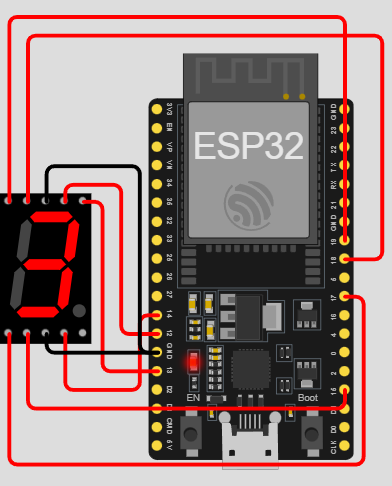 ESP32
3V3
EN
VP
VN
34
35
32
33
25
26
27
14
12
GND
13
D2
CMD
5V
GND
23
22
TX
RX
21
GND
19
18
5
17
16
4
0
2
15
D0
CLK
EN
Boot